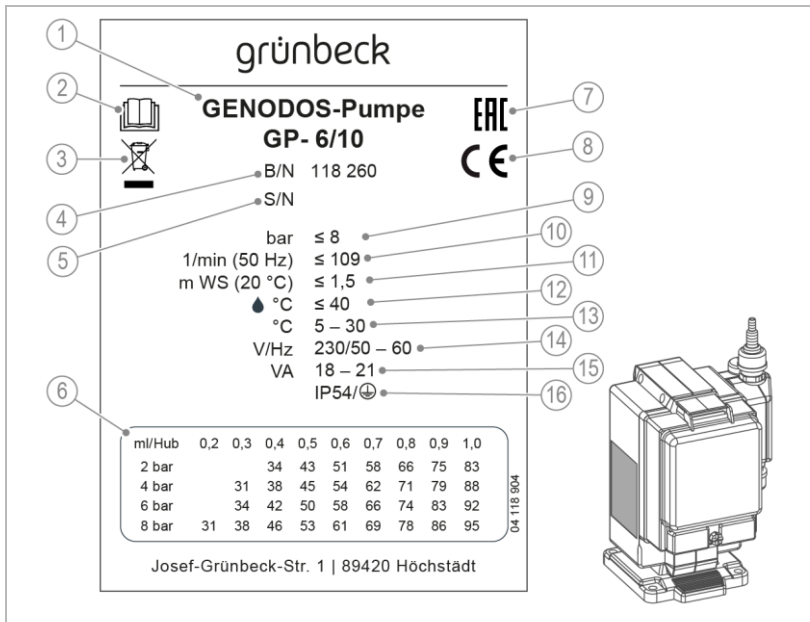 grünbeck
GENODOS-Pumpe
GP- 6/10
B/N 118 260
S/N
bar ≤ 8
1/min (50 Hz) ≤ 109
m WS (20 °C) ≤ 1,5
°C ≤ 40
°C 5 – 30
V/Hz 230/50 – 60
VA 18 – 21
IP54/
ml/Hub 0,2 0,3 0,4 0,5 0,6 0,7 0,8 0,9 1,0
2 bar 34 43 51 58 66 75 83
4 bar 31 38 45 54 62 71 79 88
6 bar 34 42 50 58 66 74 83 92
8 bar 31 38 46 53 61 69 78 86 95
04 118 904
Josef-Grünbeck-Str. 1 | 89420 Höchstädt
1
2
3
4
5
6
EAC
CE
7
8
9
10
11
12
13
14
15
16